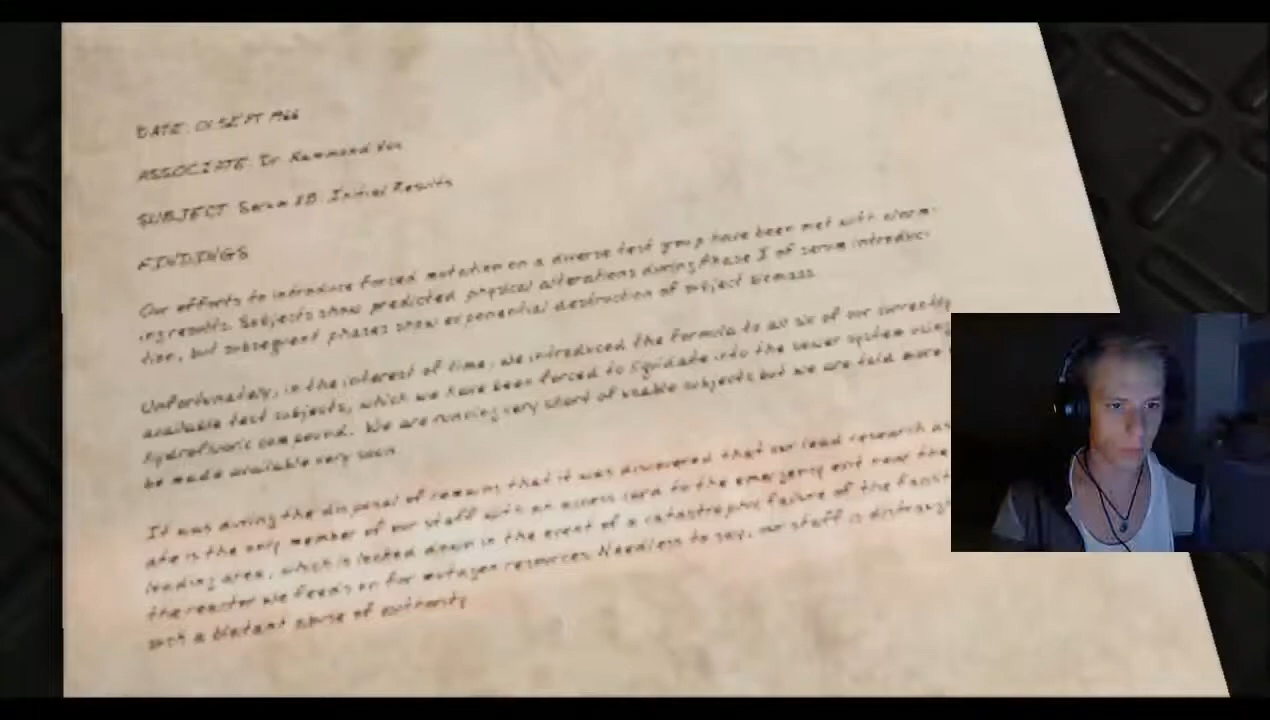 DATE: 01 SEPT 1966
ASSOCIATE: Dr. Hammond
SUBJECT: Serum XB: Initial Results
FINDINGS
Our efforts to introduce forced mutation on a diverse test group have been met with
ing results. Subjects show predicted physical alterations during Phase I of serum introduc-
tion, but subsequent phases show exponential destruction of subject biomass.
Unfortunately, in the interest of time, we introduced the formula to all six of our currently
available test subjects, which we have been forced to liquidate into the sewer system using
hydrofluoric compound. We are running very short of usable subjects but we are told more
be made available very soon.
It was during the disposal of remains that it was discovered that our lead research as
ate is the only member of our staff with an access card to the emergency exit near the
loading area, which is locked down in the event of a catastrophic failure of the
the reactor we feeds on for mutagen resources. Needless to say, our staff is
such a blatant abuse of authority.